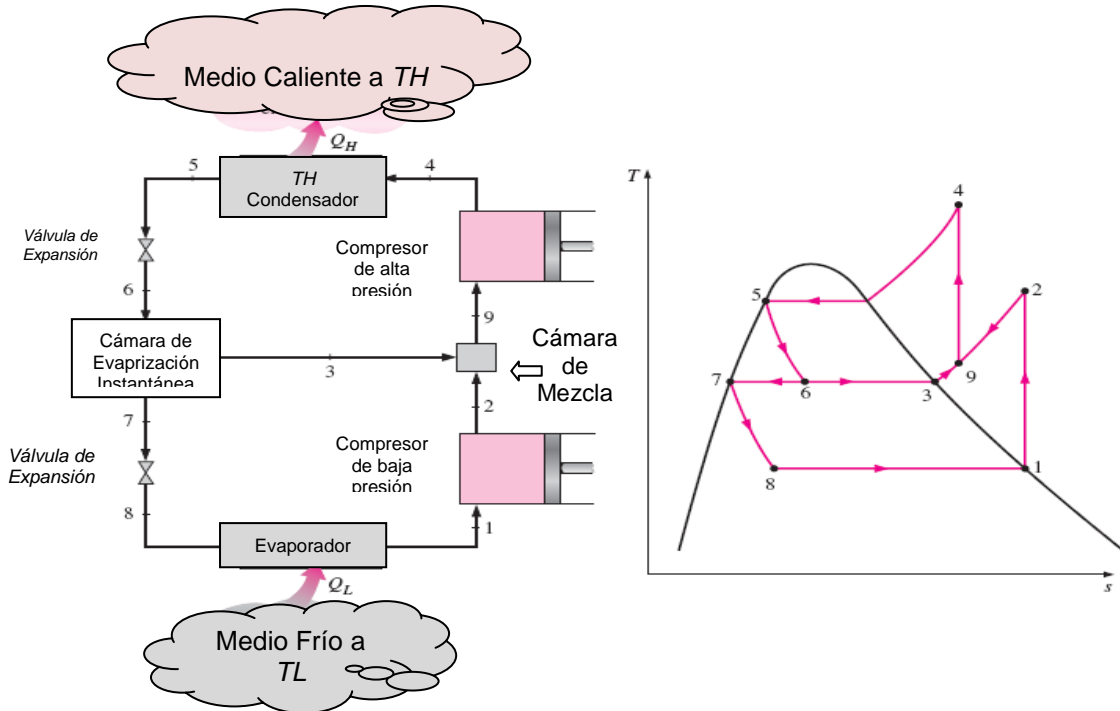 Medio Caliente a TH
Q_H
5
4
TH
Condensador
Válvula de
Expansión
Compresor
de alta
presión
6
9
Cámara de
Evaprización
Instantánea
3
Cámara
de
Mezcla
7
2
Válvula de
Expansión
Compresor
de baja
presión
8
1
Evaporador
Q_L
Medio Frío a
TL
T
4
5
2
7
6
3
9
8
1
s